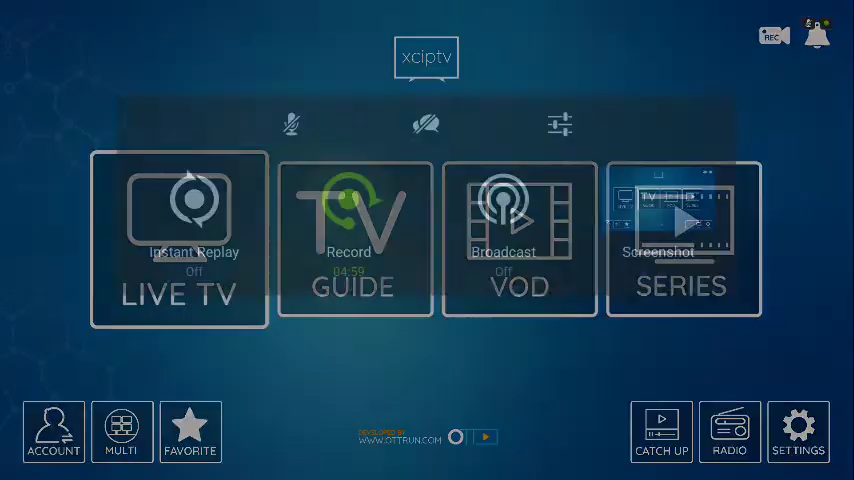 xciptv
REC
Instant Replay
Off
Record
04:59
Broadcast
Off
Screenshot
LIVE TV
TV
GUIDE
VOD
SERIES
ACCOUNT
MULTI
FAVORITE
DEVELOPED BY
WWW.OTTRUN.COM
CATCH UP
RADIO
SETTINGS